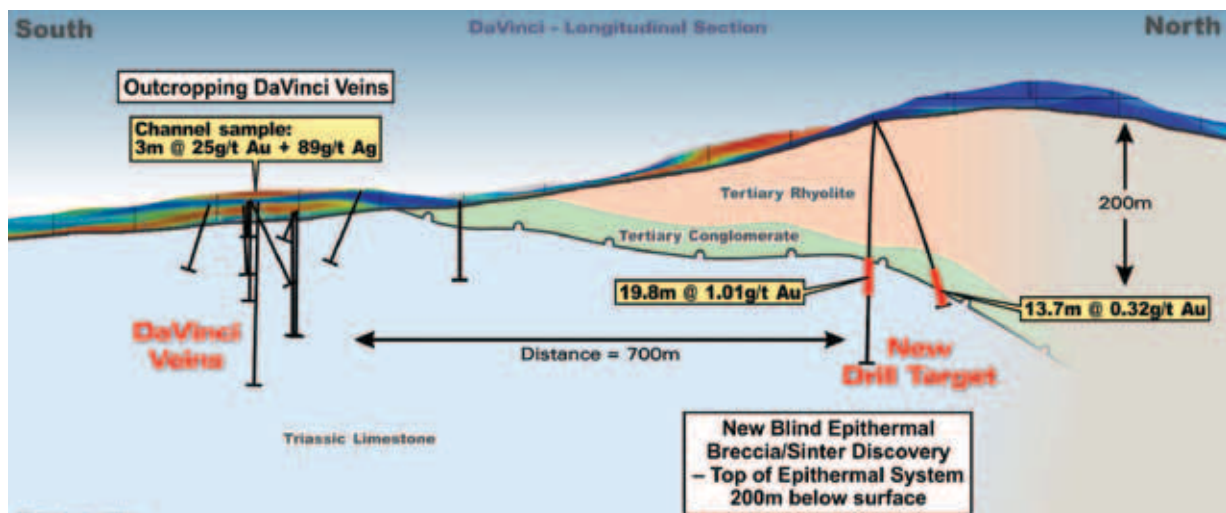 South
DaVinci - Longitudinal Section
North
Outcropping DaVinci Veins
Channel sample:
3m @ 25g/t Au + 89g/t Ag
Tertiary Rhyolite
200m
Tertiary Conglomerate
19.8m @ 1.01g/t Au
13.7m @ 0.32g/t Au
DaVinci
Veins
Distance = 700m
New
Drill Target
Triassic Limestone
New Blind Epithermal
Breccia/Sinter Discovery
– Top of Epithermal System
200m below surface